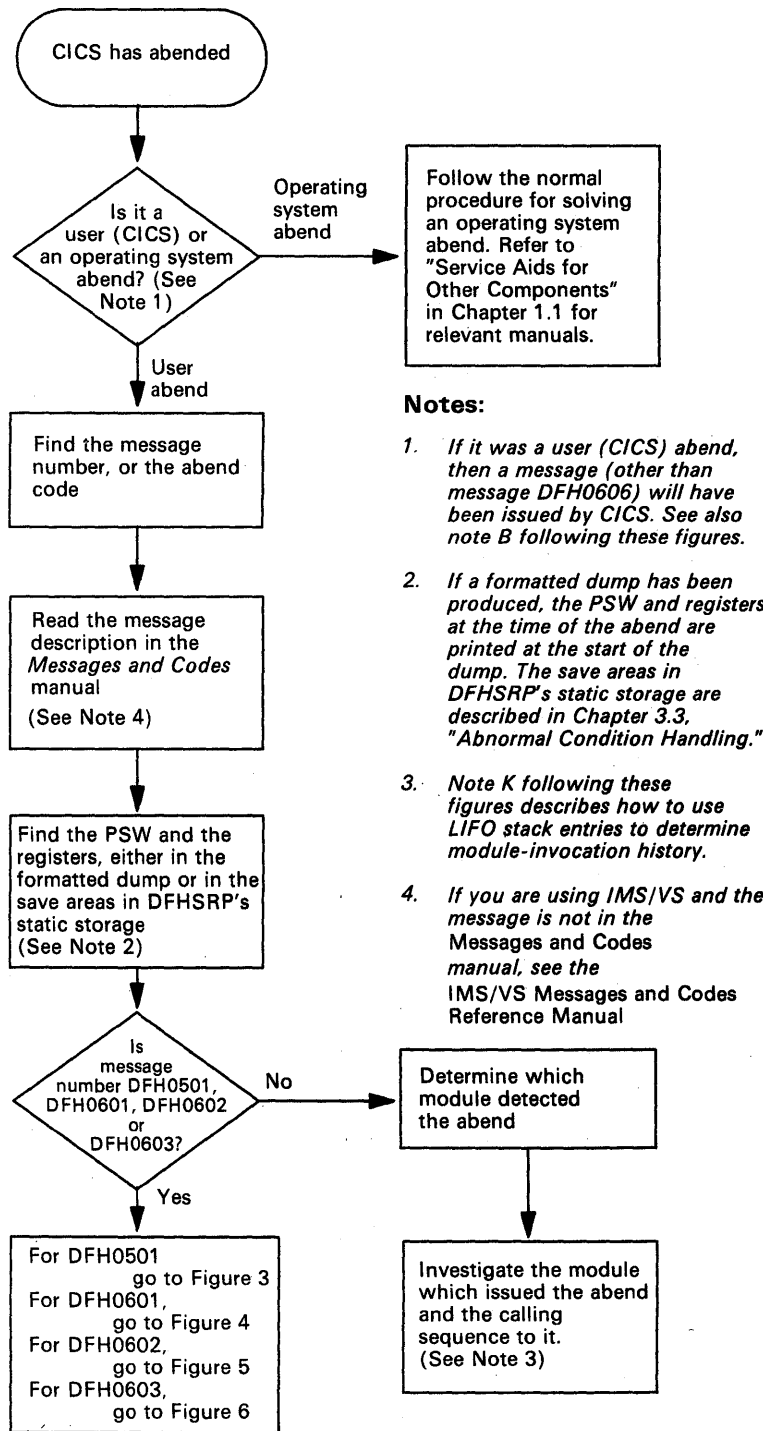 CICS has abended
Is it a
user (CICS) or
an operating system
abend? (See
Note 1)
Operating
system
abend
Follow the normal
procedure for solving
an operating system
abend. Refer to
"Service Aids for
Other Components"
in Chapter 1.1 for
relevant manuals.
User
abend
Find the message
number, or the abend
code
Read the message
description in the
Messages and Codes
manual
(See Note 4)
Find the PSW and the
registers, either in the
formatted dump or in the
save areas in DFHSRP's
static storage
(See Note 2)
Is
message
number DFH0501,
DFH0601, DFH0602
or
DFH0603?
No
Determine which
module detected
the abend
Investigate the module
which issued the abend
and the calling
sequence to it.
(See Note 3)
Yes
For DFH0501
go to Figure 3
For DFH0601,
go to Figure 4
For DFH0602,
go to Figure 5
For DFH0603,
go to Figure 6
Notes:
1. If it was a user (CICS) abend,
then a message (other than
message DFH0606) will have
been issued by CICS. See also
note B following these figures.
2. If a formatted dump has been
produced, the PSW and registers
at the time of the abend are
printed at the start of the
dump. The save areas in
DFHSRP's static storage are
described in Chapter 3.3,
"Abnormal Condition Handling."
3. Note K following these
figures describes how to use
LIFO stack entries to determine
module-invocation history.
4. If you are using IMS/VS and the
message is not in the
Messages and Codes
manual, see the
IMS/VS Messages and Codes
Reference Manual